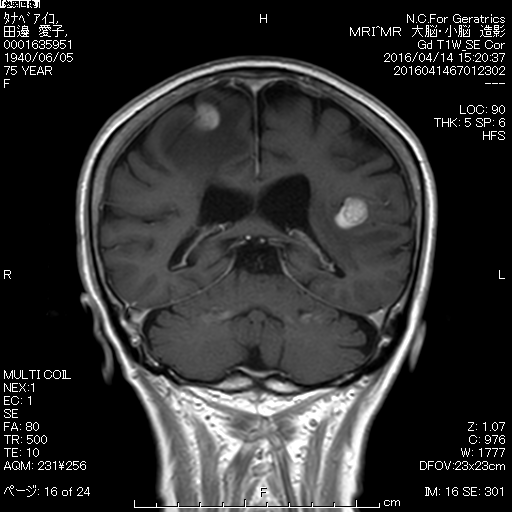 タナベ アイコ,
田邉 愛子,
0001635951
1940/06/05
75 YEAR
F
H
N.C.For Geratrics
MRI^MR 大脳・小脳 造影
Gd T1W_SE Cor
2016/04/14 15:20:37
2016041467012302
---
LOC: 90
THK: 5 SP: 6
HFS
R
L
MULTI COIL
NEX:1
EC: 1
SE
FA: 80
TR: 500
TE: 10
AQM: 231¥256
ページ: 16 of 24
F
cm
Z: 1.07
C: 976
W: 1777
DFOV:23x23cm
IM: 16 SE: 301